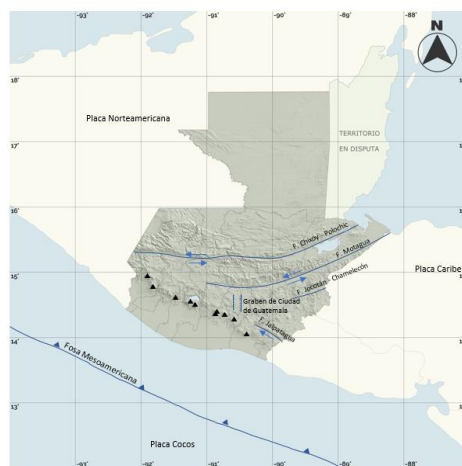 -93°
-92°
-91°
-90°
-89°
-88°
N
18°
Placa Norteamericana
17°
TERRITORIO
EN DISPUTA
16°
F. Chixoy - Polochic
F. Motagua
15°
Placa Caribe
F. Jocotán - Chamelecón
Graben de Ciudad
de Guatemala
F. Jalpatagua
14°
Fosa Mesoamericana
13°
Placa Cocos
-93°
-92°
-91°
-90°
-89°
-88°